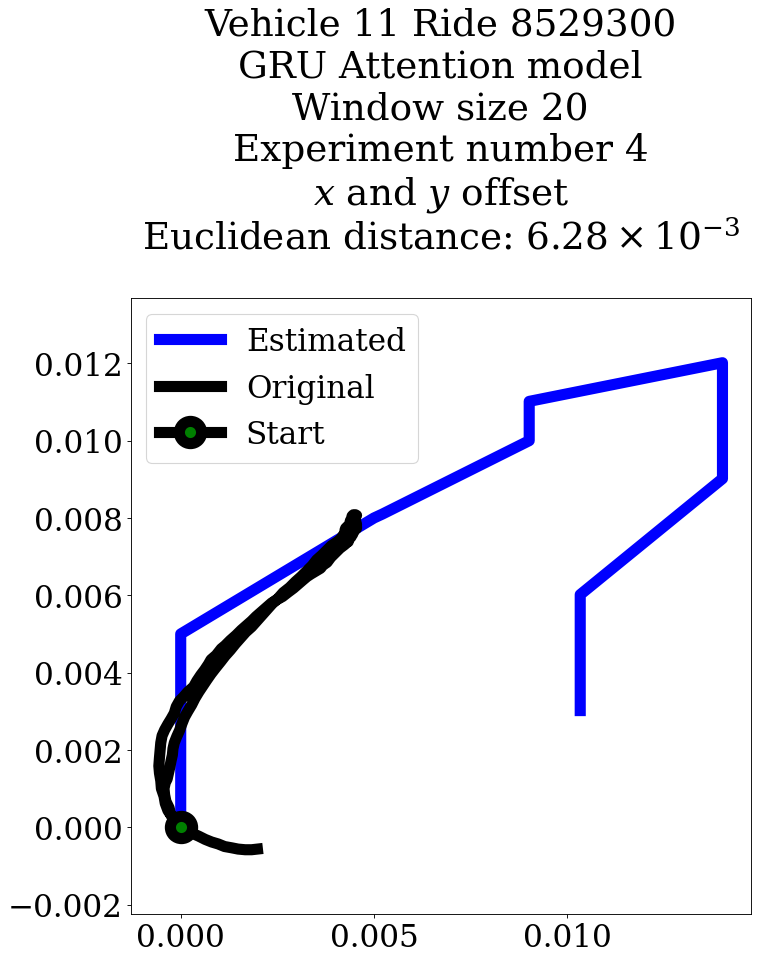 Vehicle 11 Ride 8529300
GRU Attention model
Window size 20
Experiment number 4
x and y offset
Euclidean distance: 6.28 × 10⁻³
Estimated
Original
Start
0.012
0.010
0.008
0.006
0.004
0.002
0.000
−0.002
0.000 0.005 0.010